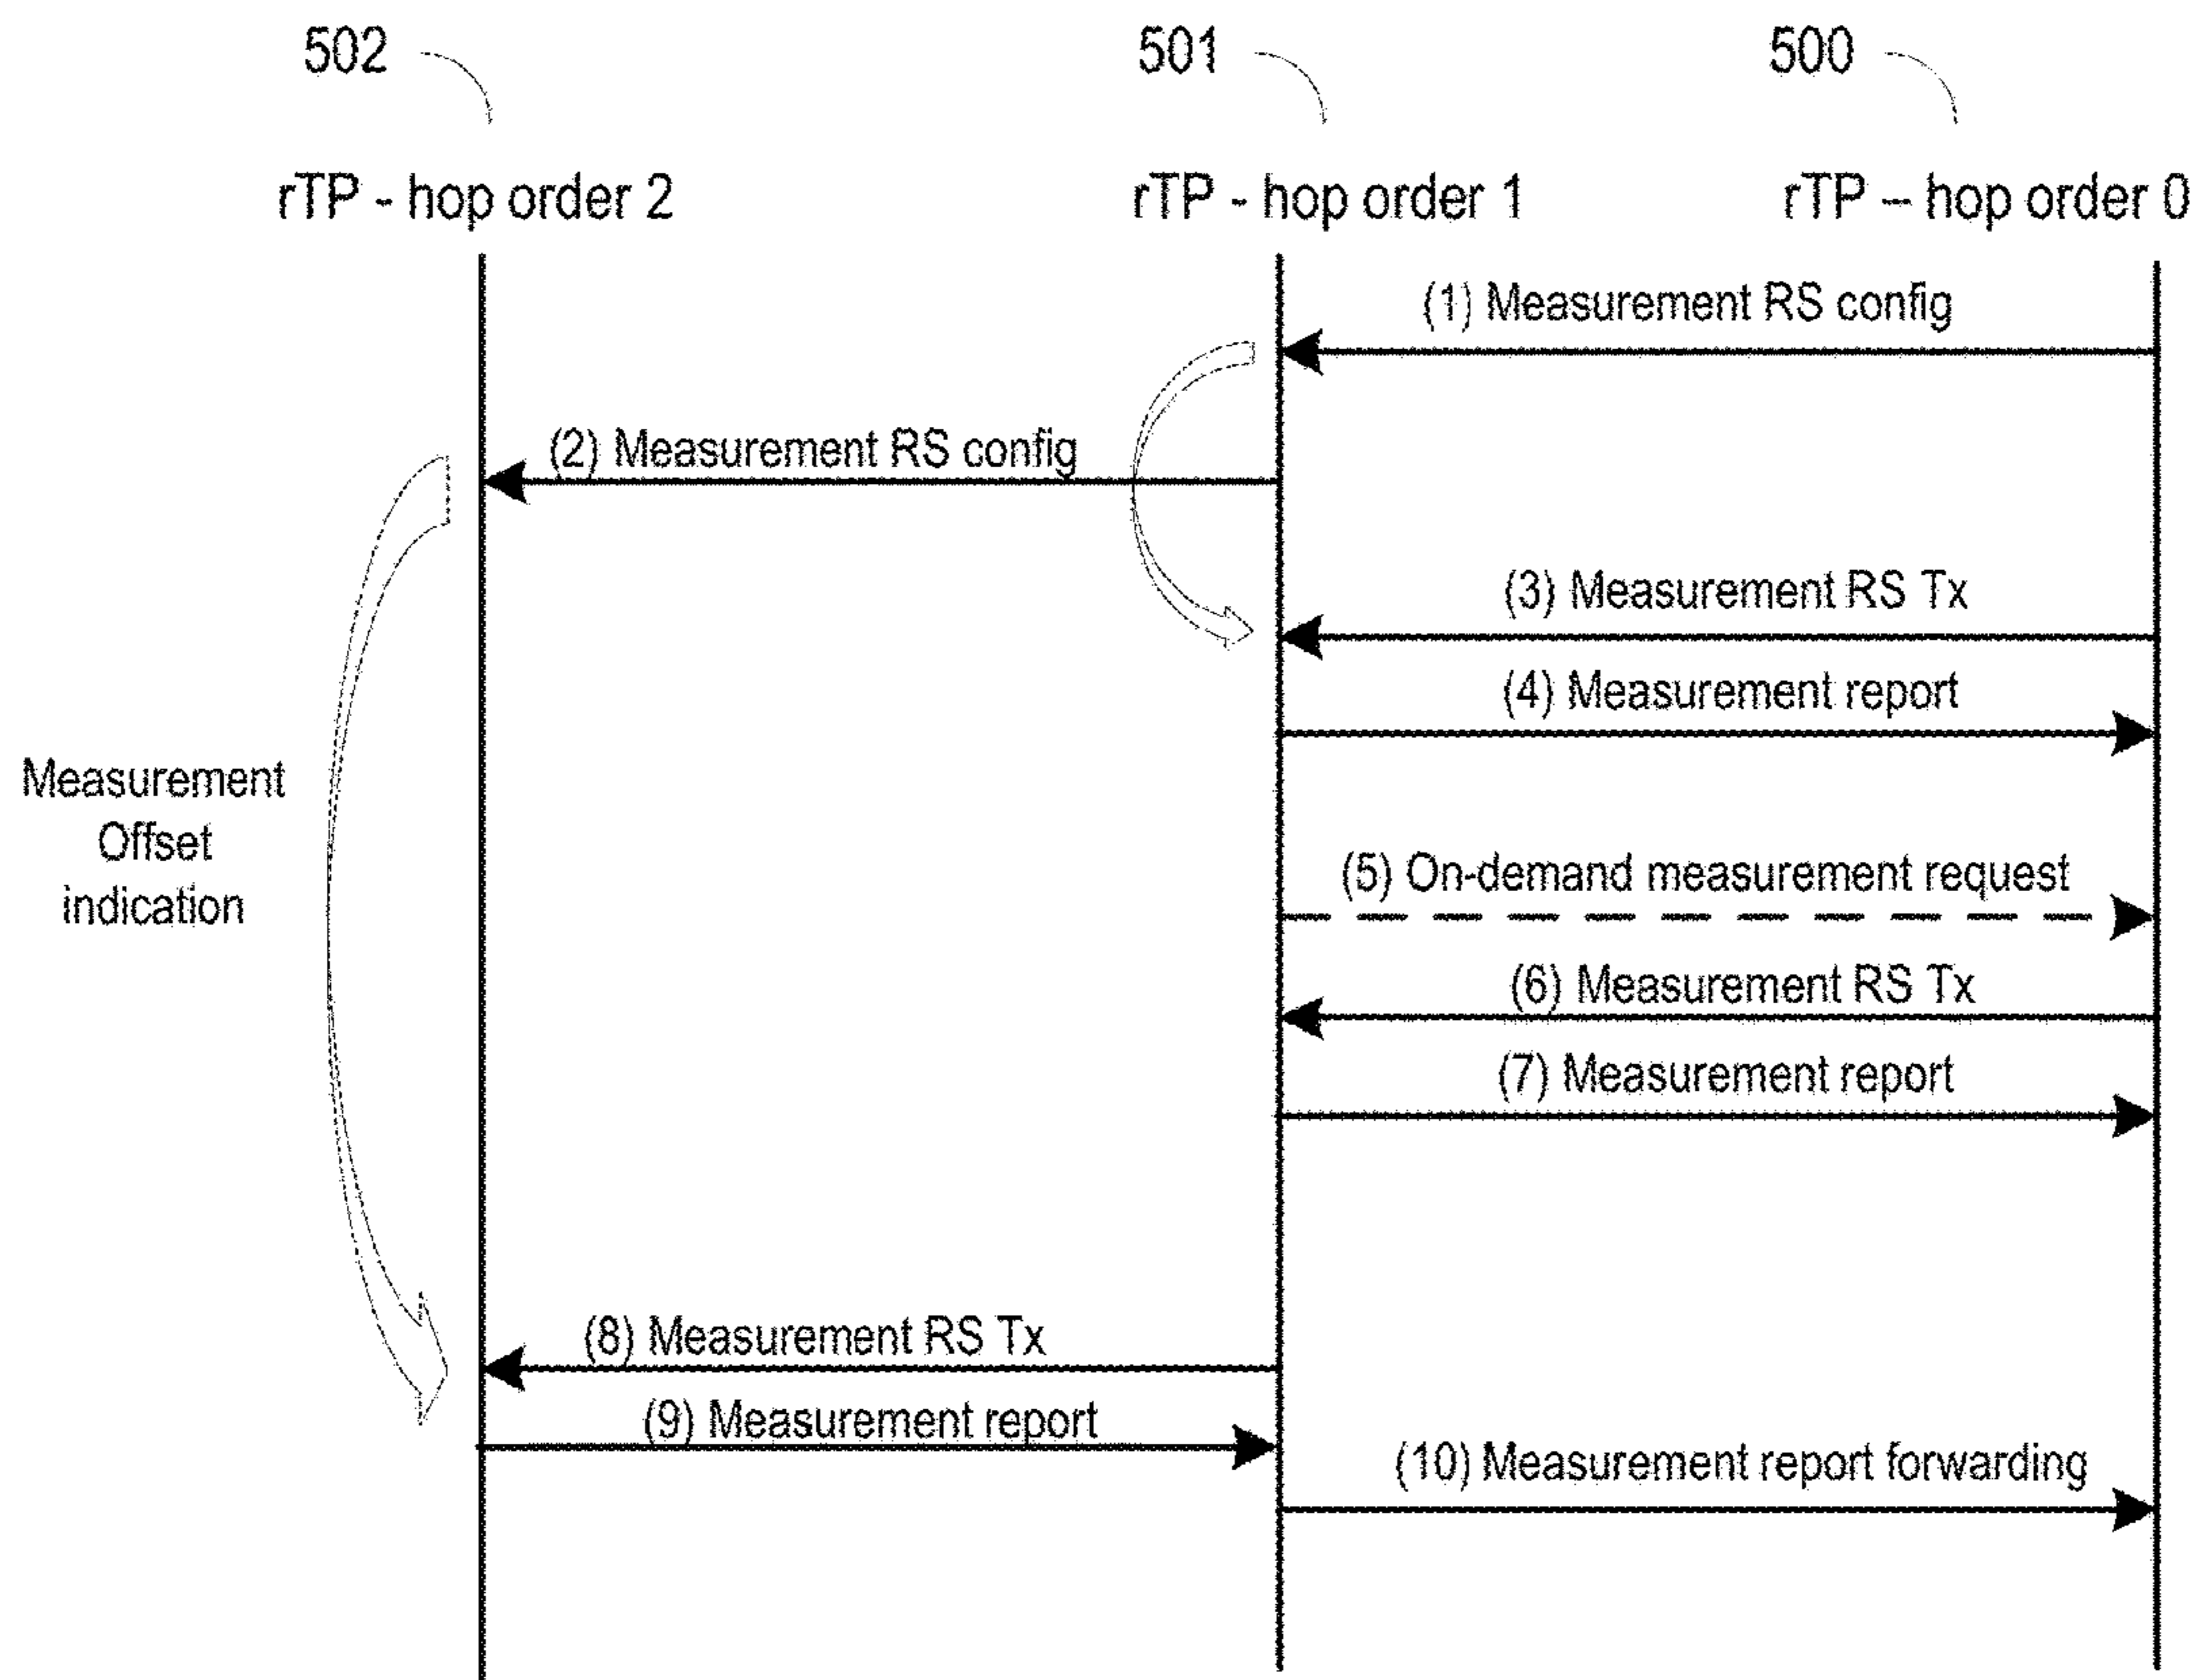 502
501
500
rTP - hop order 2
rTP - hop order 1
rTP – hop order 0
(1) Measurement RS config
(2) Measurement RS config
(3) Measurement RS Tx
(4) Measurement report
Measurement
Offset
indication
(5) On-demand measurement request
(6) Measurement RS Tx
(7) Measurement report
(8) Measurement RS Tx
(9) Measurement report
(10) Measurement report forwarding